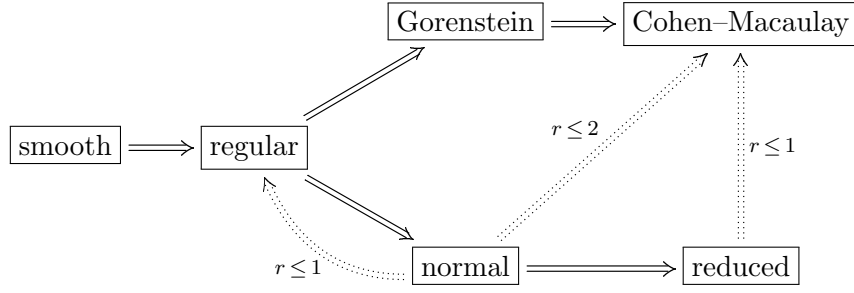 Gorenstein
Cohen–Macaulay
smooth
regular
r ≤ 2
r ≤ 1
r ≤ 1
normal
reduced